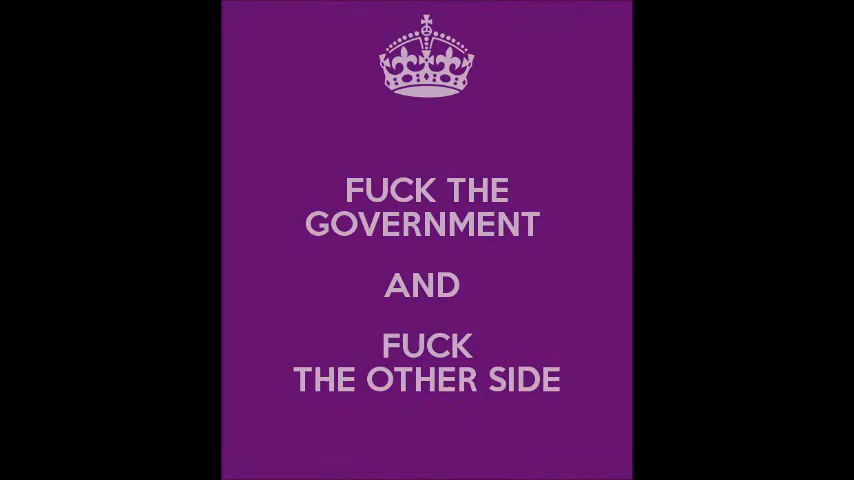 FUCK THE
GOVERNMENT
AND
FUCK
THE OTHER SIDE